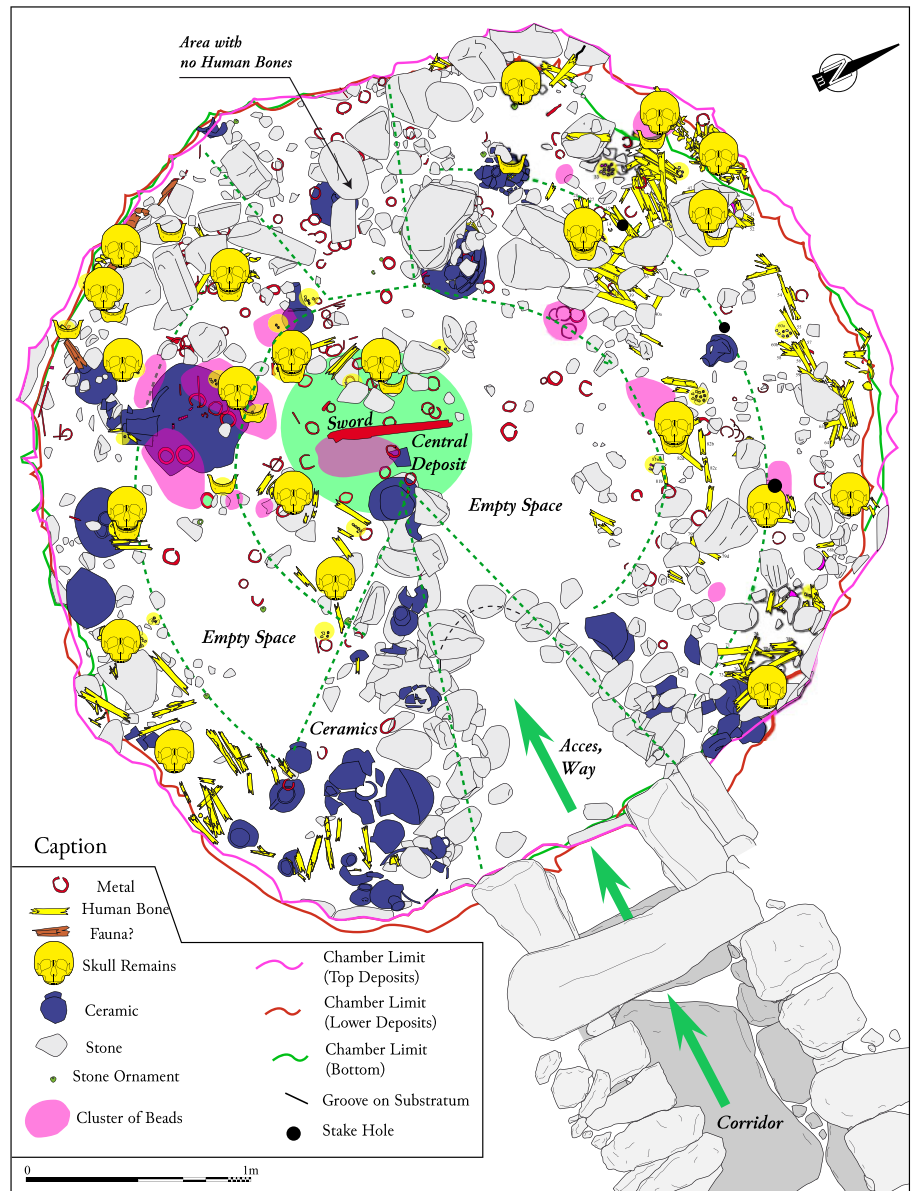 Area with
no Human Bones
N
Sword
Central
Deposit
Empty Space
Empty Space
Ceramics
Acces,
Way
Corridor
Caption
Metal
Human Bone
Fauna?
Skull Remains
Ceramic
Stone
Stone Ornament
Cluster of Beads
Chamber Limit
(Top Deposits)
Chamber Limit
(Lower Deposits)
Chamber Limit
(Bottom)
Groove on Substratum
Stake Hole
0
1m